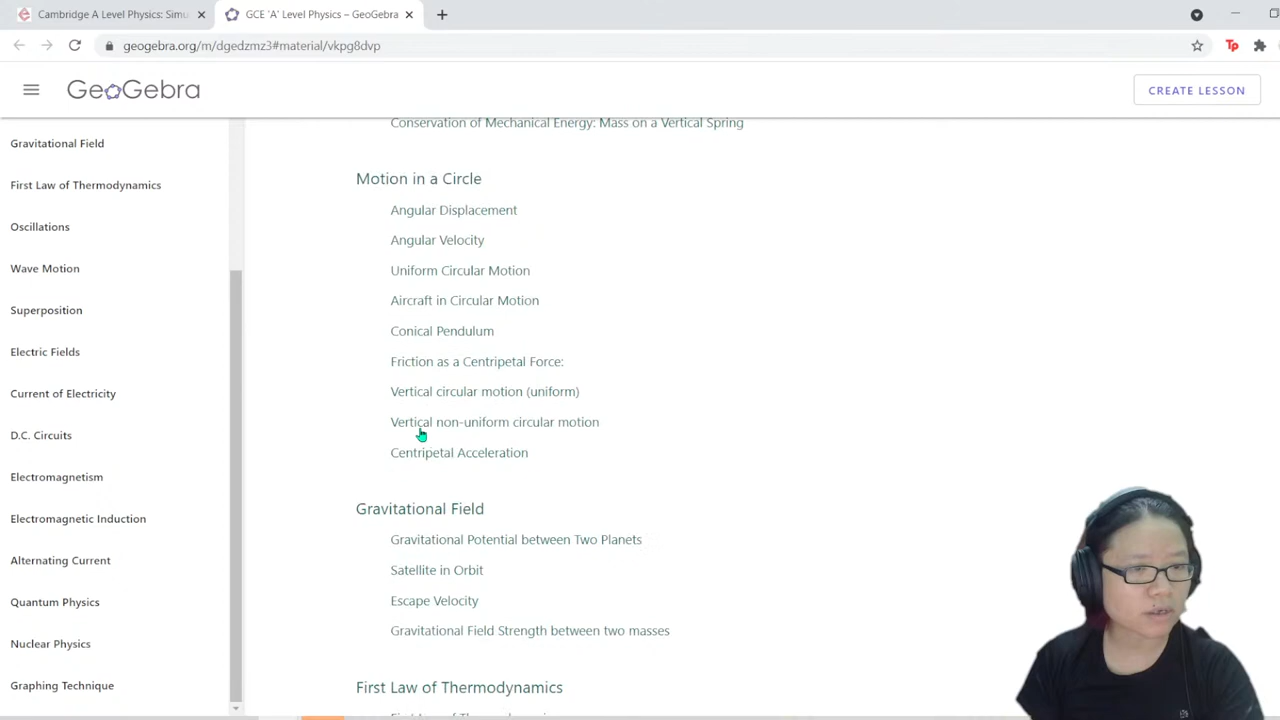 Cambridge A Level Physics: Simu
GCE 'A' Level Physics – GeoGebra
geogebra.org/m/dgedzmz3#material/vkpg8dvp
Tp
GeoGebra
CREATE LESSON
Gravitational Field
First Law of Thermodynamics
Oscillations
Wave Motion
Superposition
Electric Fields
Current of Electricity
D.C. Circuits
Electromagnetism
Electromagnetic Induction
Alternating Current
Quantum Physics
Nuclear Physics
Graphing Technique
Conservation of Mechanical Energy: Mass on a Vertical Spring
Motion in a Circle
Angular Displacement
Angular Velocity
Uniform Circular Motion
Aircraft in Circular Motion
Conical Pendulum
Friction as a Centripetal Force:
Vertical circular motion (uniform)
Vertical non-uniform circular motion
Centripetal Acceleration
Gravitational Field
Gravitational Potential between Two Planets
Satellite in Orbit
Escape Velocity
Gravitational Field Strength between two masses
First Law of Thermodynamics